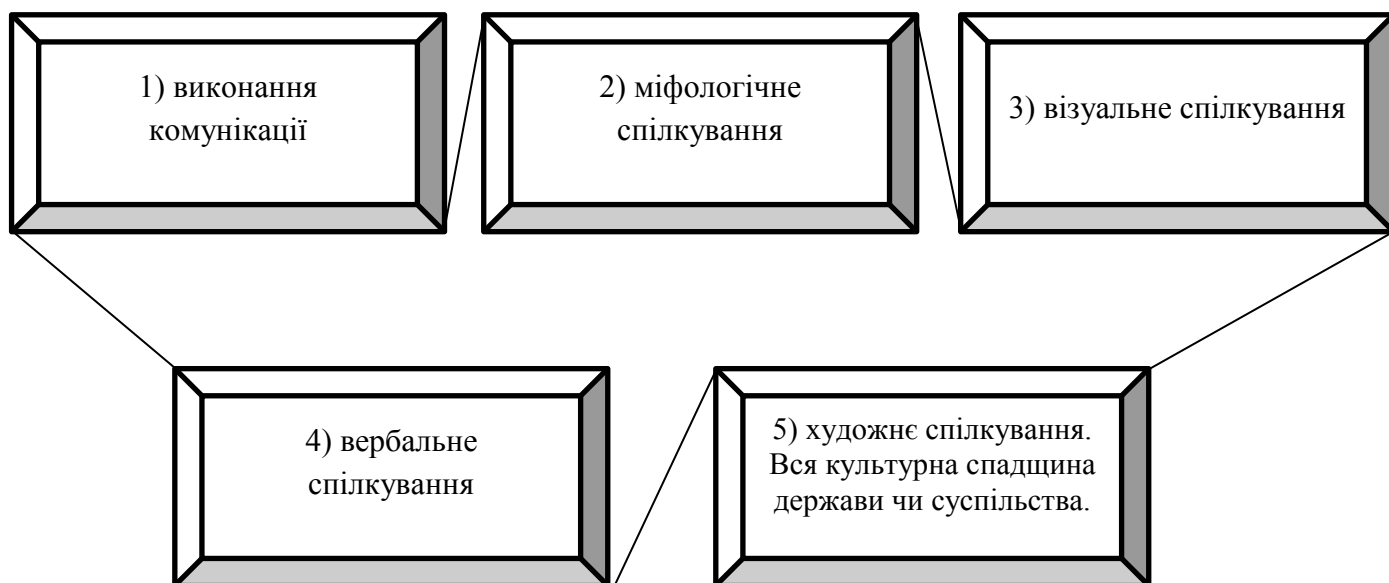 1) виконання
комунікації
2) міфологічне
спілкування
3) візуальне спілкування
4) вербальне
спілкування
5) художнє спілкування.
Вся культурна спадщина
держави чи суспільства.